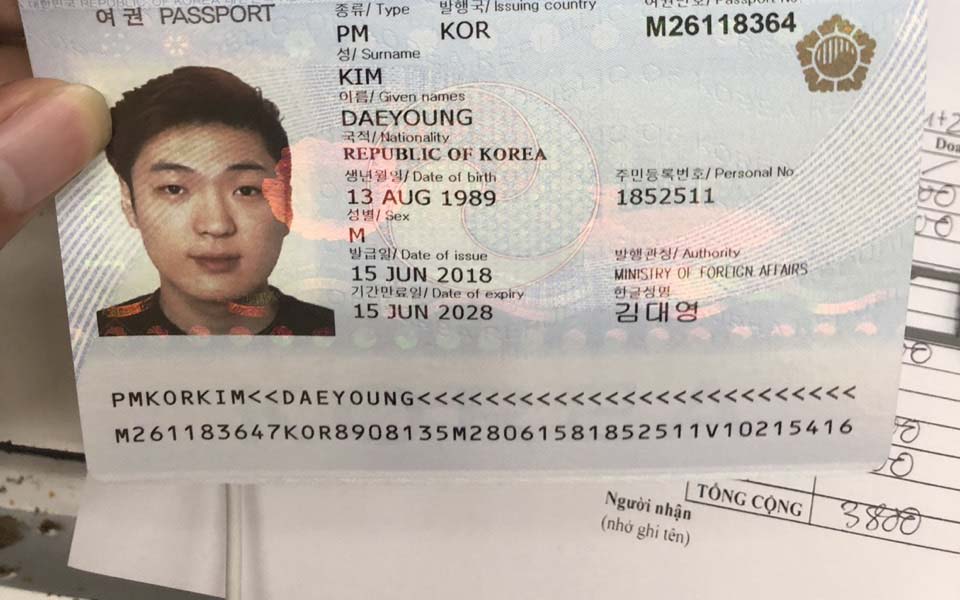 여권 PASSPORT
종류/ Type 발행국/ Issuing country 여권번호/ Passport No
PM KOR M26118364
성/ Surname
KIM
이름/ Given names
DAEYOUNG
국적/ Nationality
REPUBLIC OF KOREA
생년월일/ Date of birth 주민등록번호/ Personal No
13 AUG 1989 1852511
성별/ Sex
M
발급일/ Date of issue 발행관청/ Authority
15 JUN 2018 MINISTRY OF FOREIGN AFFAIRS
기간만료일/ Date of expiry 한글성명
15 JUN 2028 김대영
PMKORKIM<<DAEYOUNG<<<<<<<<<<<<<<<<<<<<<<<<<<
M261183647KOR8908135M28061581852511V10215416
Người nhận TỔNG CỘNG 3800
(nhớ ghi tên)